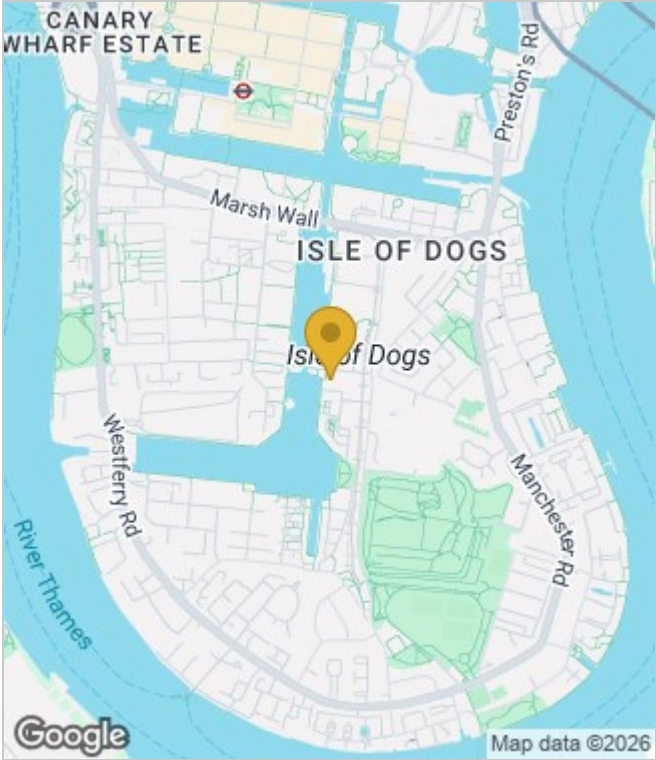 CANARY
WHARF ESTATE
Preston's Rd
Marsh Wall
ISLE OF DOGS
Isle of Dogs
Westferry Rd
Manchester Rd
River Thames
Google
Map data ©2026